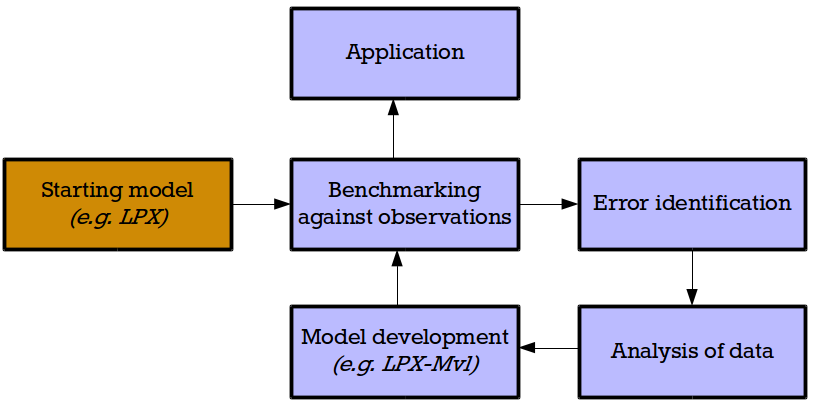 Application
Starting model
(e.g. LPX)
Benchmarking
against observations
Error identification
Model development
(e.g. LPX-Mv1)
Analysis of data